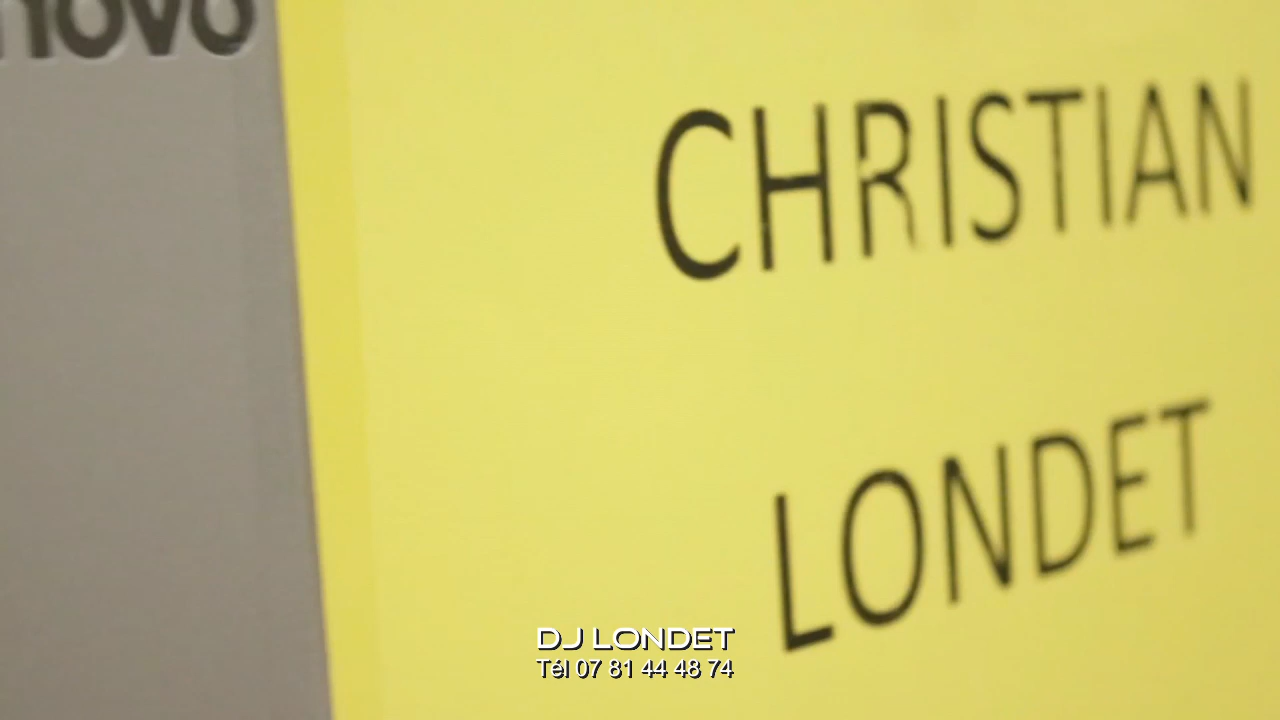 novo
CHRISTIAN
LONDET
DJ LONDET
Tél 07 81 44 48 74